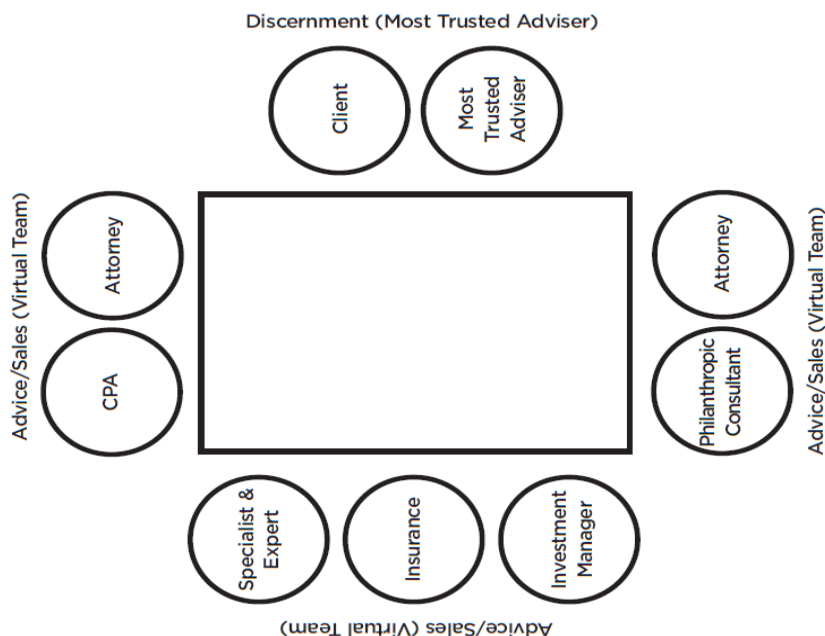 Discernment (Most Trusted Adviser)
Client
Most
Trusted
Adviser
Advice/Sales (Virtual Team)
Attorney
CPA
Attorney
Philanthropic
Consultant
Advice/Sales (Virtual Team)
Specialist &
Expert
Insurance
Investment
Manager
Advice/Sales (Virtual Team)